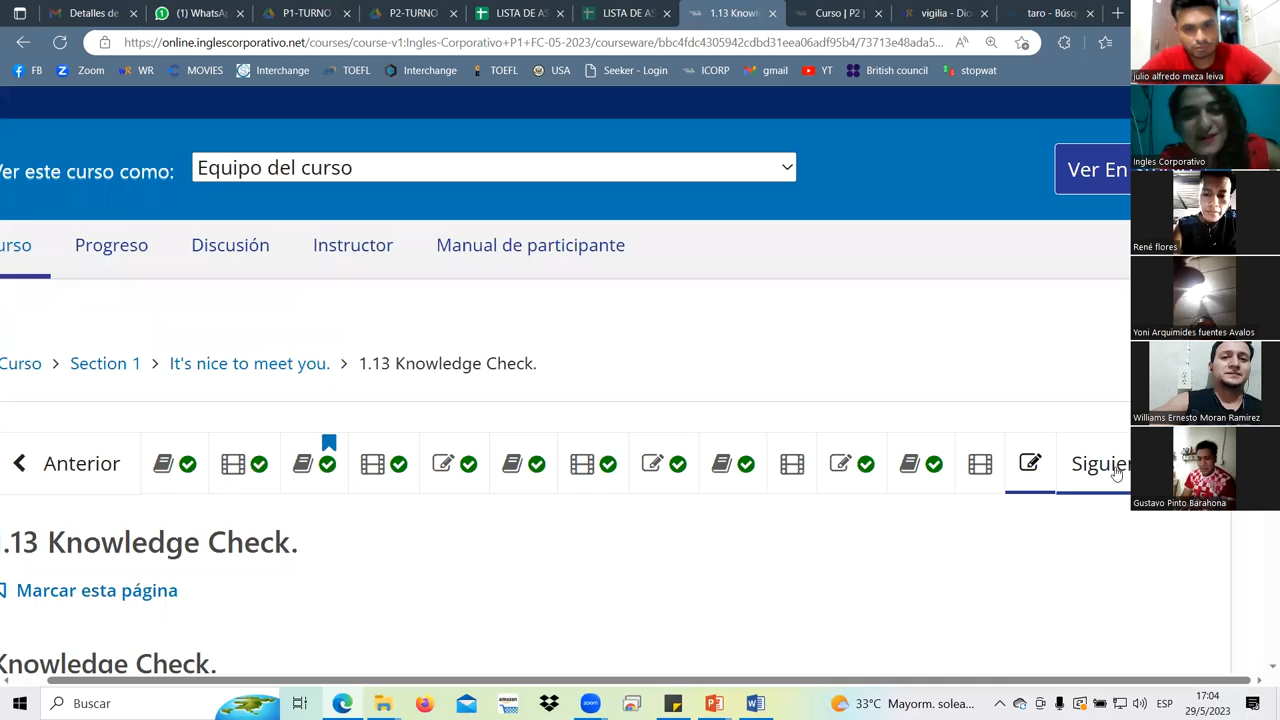 Detalles de
(1) WhatsA
P1-TURNO
P2-TURNO
LISTA DE AS
LISTA DE AS
1.13 Know
Curso | P2
vigilia -
taro - Búsq
https://online.inglescorporativo.net/courses/course-v1:Ingles-Corporativo+P1+FC-05-2023/courseware/bbc4fdc4305942cdbd31eea06adf95b4/73713e48ada5...
FB
Zoom
WR
MOVIES
Interchange
TOEFL
Interchange
TOEFL
USA
Seeker - Login
ICORP
gmail
YT
British council
stopwat
Ver este curso como:
Equipo del curso
Ver En
urso
Progreso
Discusión
Instructor
Manual de participante
Curso > Section 1 > It's nice to meet you. > 1.13 Knowledge Check.
Anterior
Siguier
.13 Knowledge Check.
Marcar esta página
Knowledge Check.
julio alfredo meza leiva
Ingles Corporativo
René flores
Yoni Arquimides fuentes Avalos
Williams Ernesto Moran Ramirez
Gustavo Pinto Barahona
Buscar
33°C Mayorm. solea...
ESP
17:04
29/5/2023